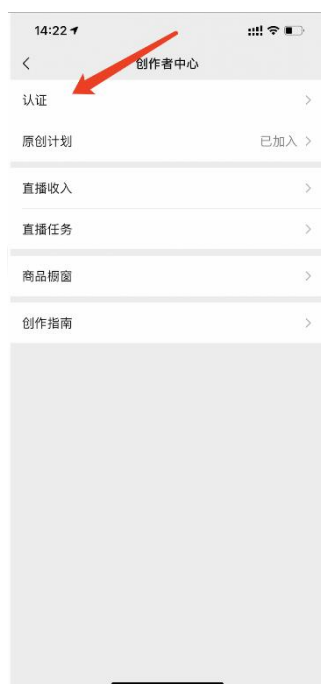 14:22
创作者中心
认证
原创计划 已加入
直播收入
直播任务
商品橱窗
创作指南